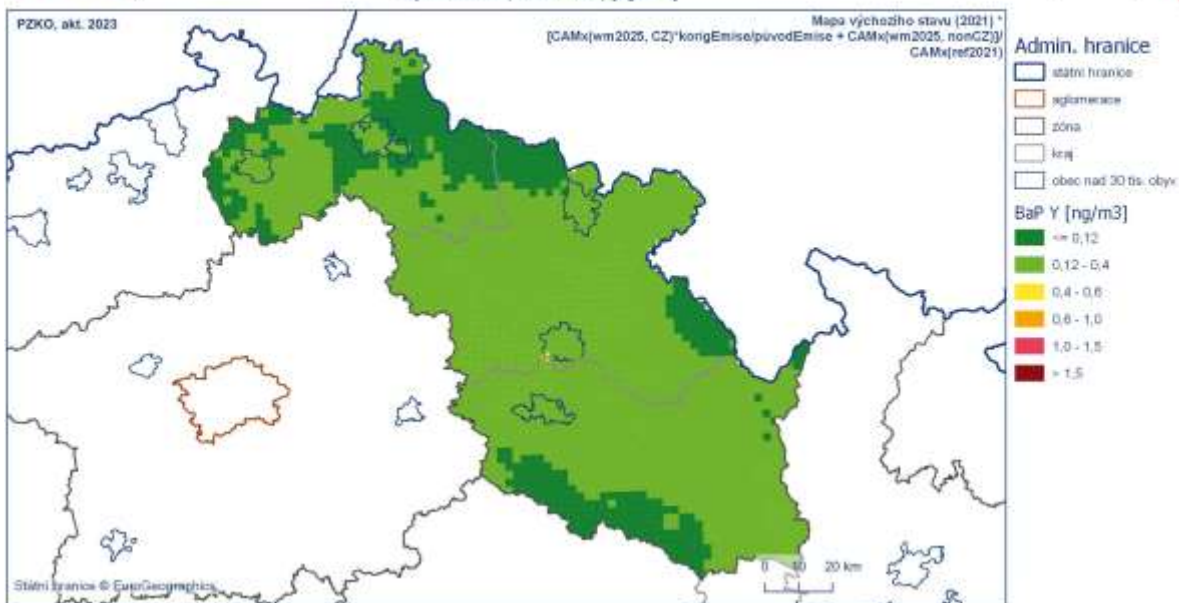 PZKO, akt. 2023
Mapa výchozího stavu (2021) *
[CAMx(wm2025, CZ)*korigEmise/původEmise + CAMx(wm2025, nonCZ)]/
CAMx(ref2021)
Admin. hranice
státní hranice
aglomerace
zóna
kraj
obec nad 30 tis. obyv.
BaP Y [ng/m3]
<= 0,12
0,12 - 0,4
0,4 - 0,6
0,6 - 1,0
1,0 - 1,5
> 1,5
0 10 20 km
Státní hranice © EuroGeographics